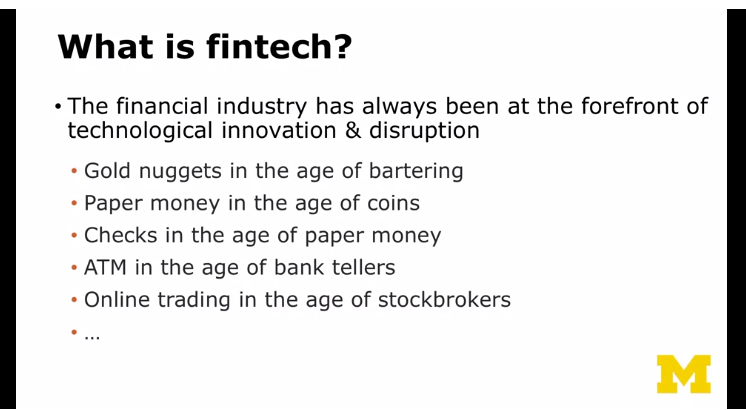 What is fintech?
• The financial industry has always been at the forefront of
technological innovation & disruption
• Gold nuggets in the age of bartering
• Paper money in the age of coins
• Checks in the age of paper money
• ATM in the age of bank tellers
• Online trading in the age of stockbrokers
• ...
M